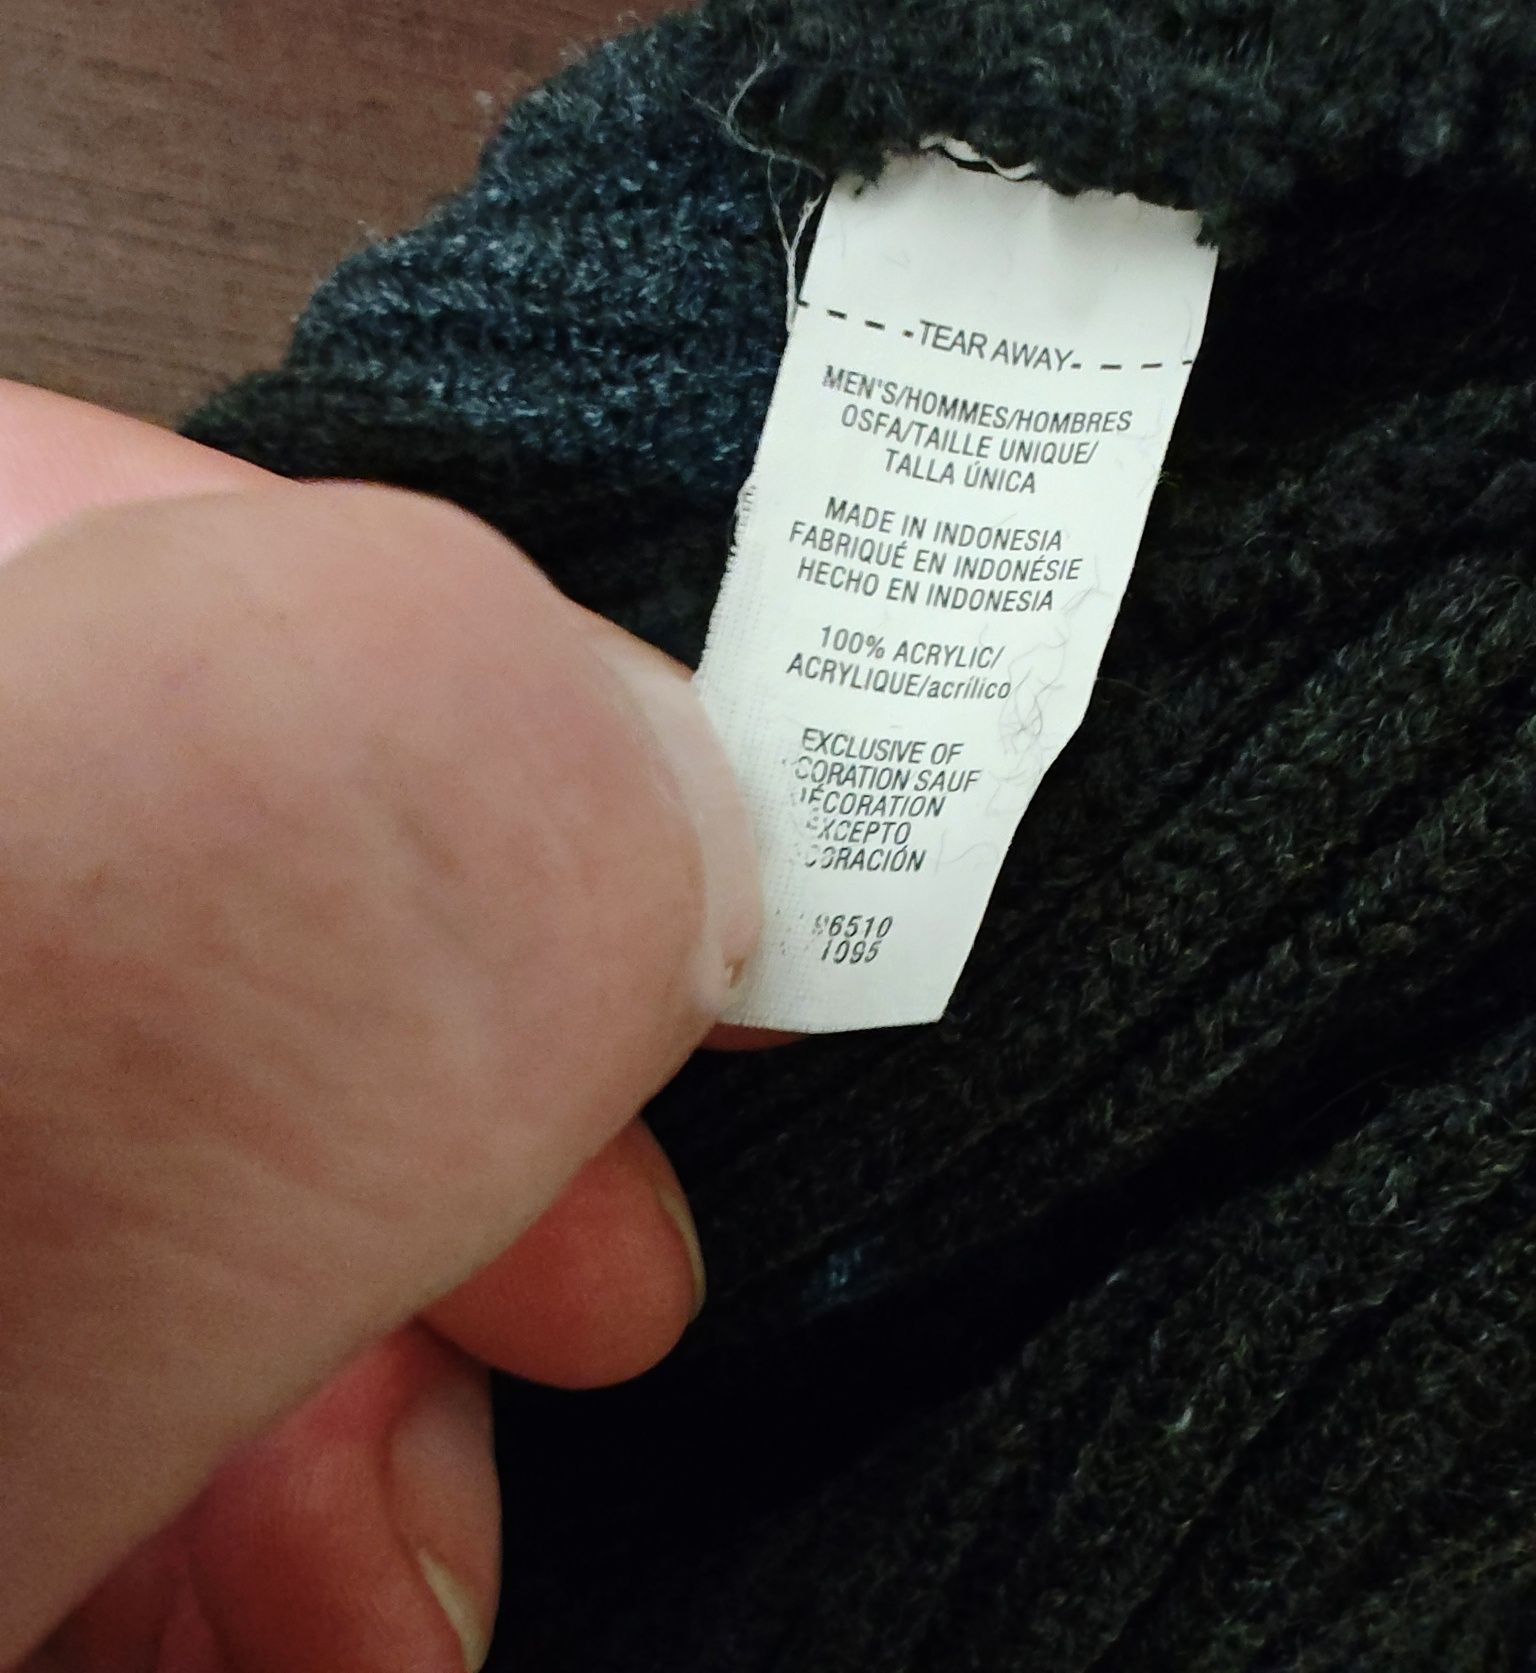 - - - -TEAR AWAY- - - -
MEN'S/HOMMES/HOMBRES
OSFA/TAILLE UNIQUE/
TALLA ÚNICA
MADE IN INDONESIA
FABRIQUÉ EN INDONÉSIE
HECHO EN INDONESIA
100% ACRYLIC/
ACRYLIQUE/acrílico
EXCLUSIVE OF
CORATION SAUF
ÉCORATION
EXCEPTO
CORACIÓN
6510
1095